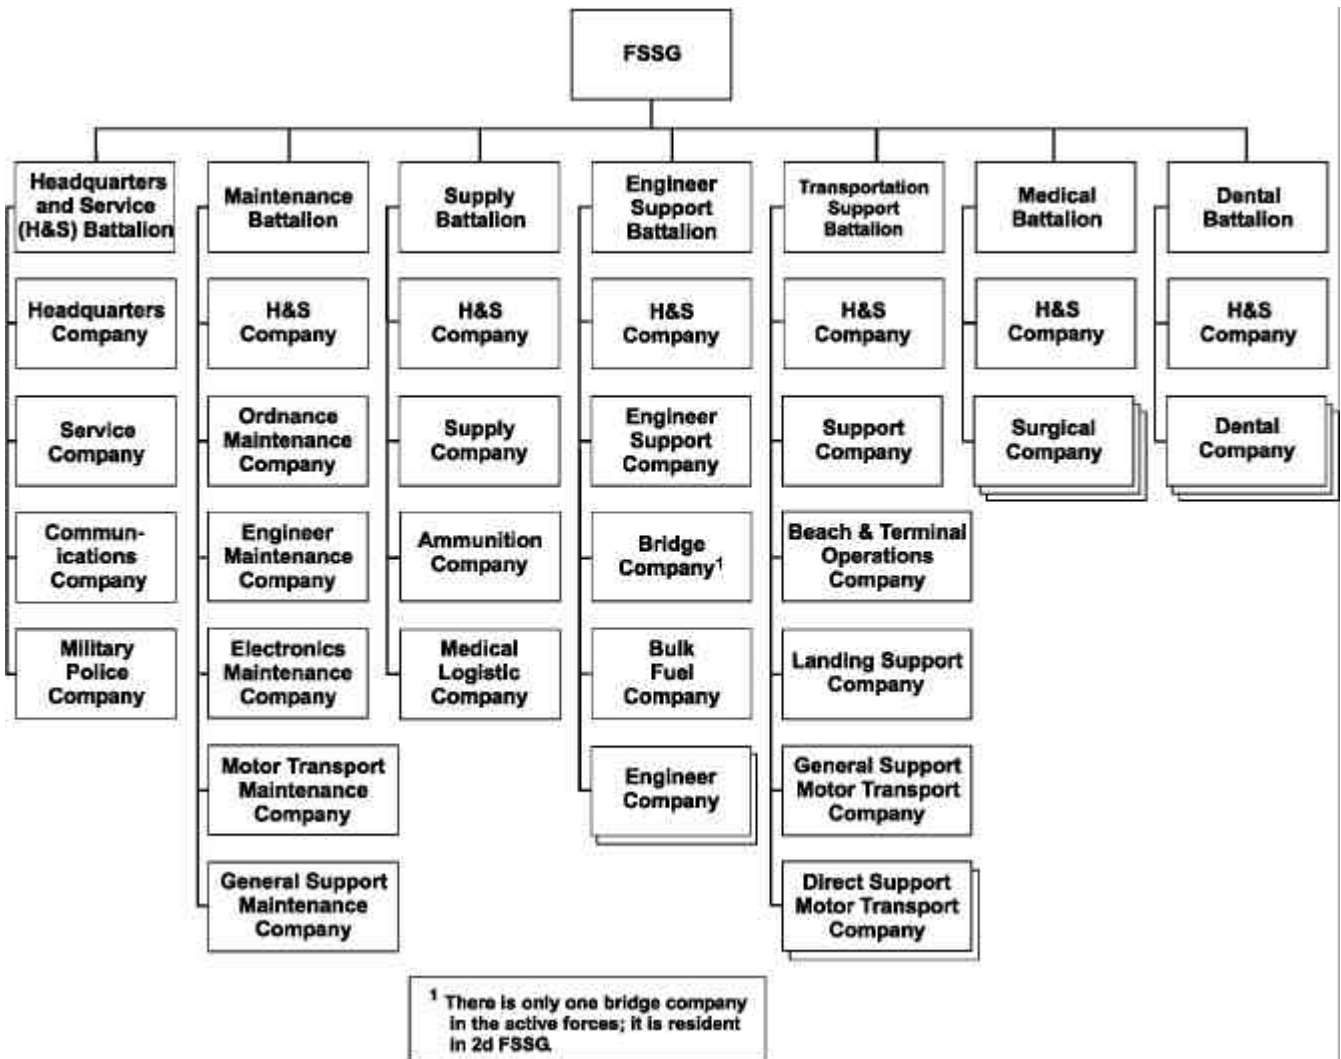 FSSG
Headquarters
and Service
(H&S) Battalion
Maintenance
Battalion
Supply
Battalion
Engineer
Support
Battalion
Transportation
Support
Battalion
Medical
Battalion
Dental
Battalion
Headquarters
Company
H&S
Company
H&S
Company
H&S
Company
H&S
Company
H&S
Company
H&S
Company
Service
Company
Ordnance
Maintenance
Company
Supply
Company
Engineer
Support
Company
Support
Company
Surgical
Company
Dental
Company
Commun-
ications
Company
Engineer
Maintenance
Company
Ammunition
Company
Bridge
Company¹
Beach & Terminal
Operations
Company
Military
Police
Company
Electronics
Maintenance
Company
Medical
Logistic
Company
Bulk
Fuel
Company
Landing Support
Company
Motor Transport
Maintenance
Company
Engineer
Company
General Support
Motor Transport
Company
General Support
Maintenance
Company
Direct Support
Motor Transport
Company
¹ There is only one bridge company
in the active forces; it is resident
in 2d FSSG.